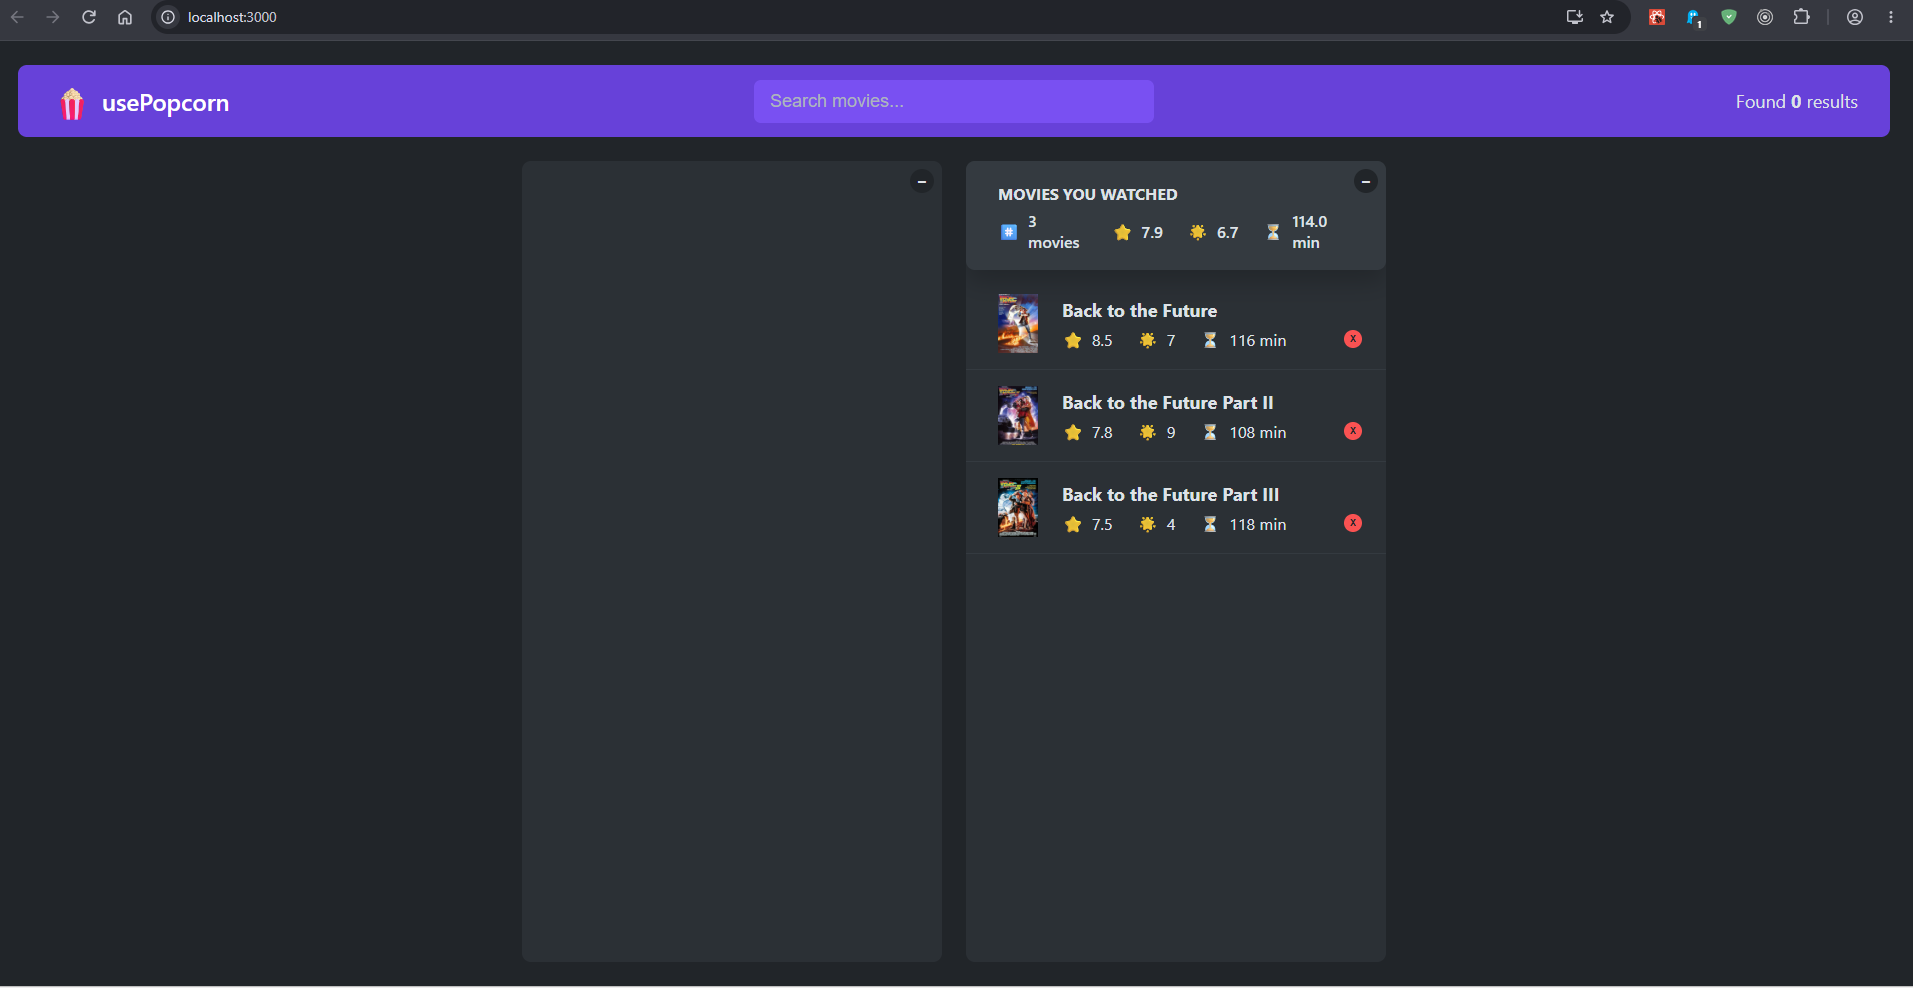 localhost:3000
1
usePopcorn
Search movies...
Found 0 results
MOVIES YOU WATCHED
3 movies
7.9
6.7
114.0 min
Back to the Future
8.5 7 116 min
X
Back to the Future Part II
7.8 9 108 min
X
Back to the Future Part III
7.5 4 118 min
X